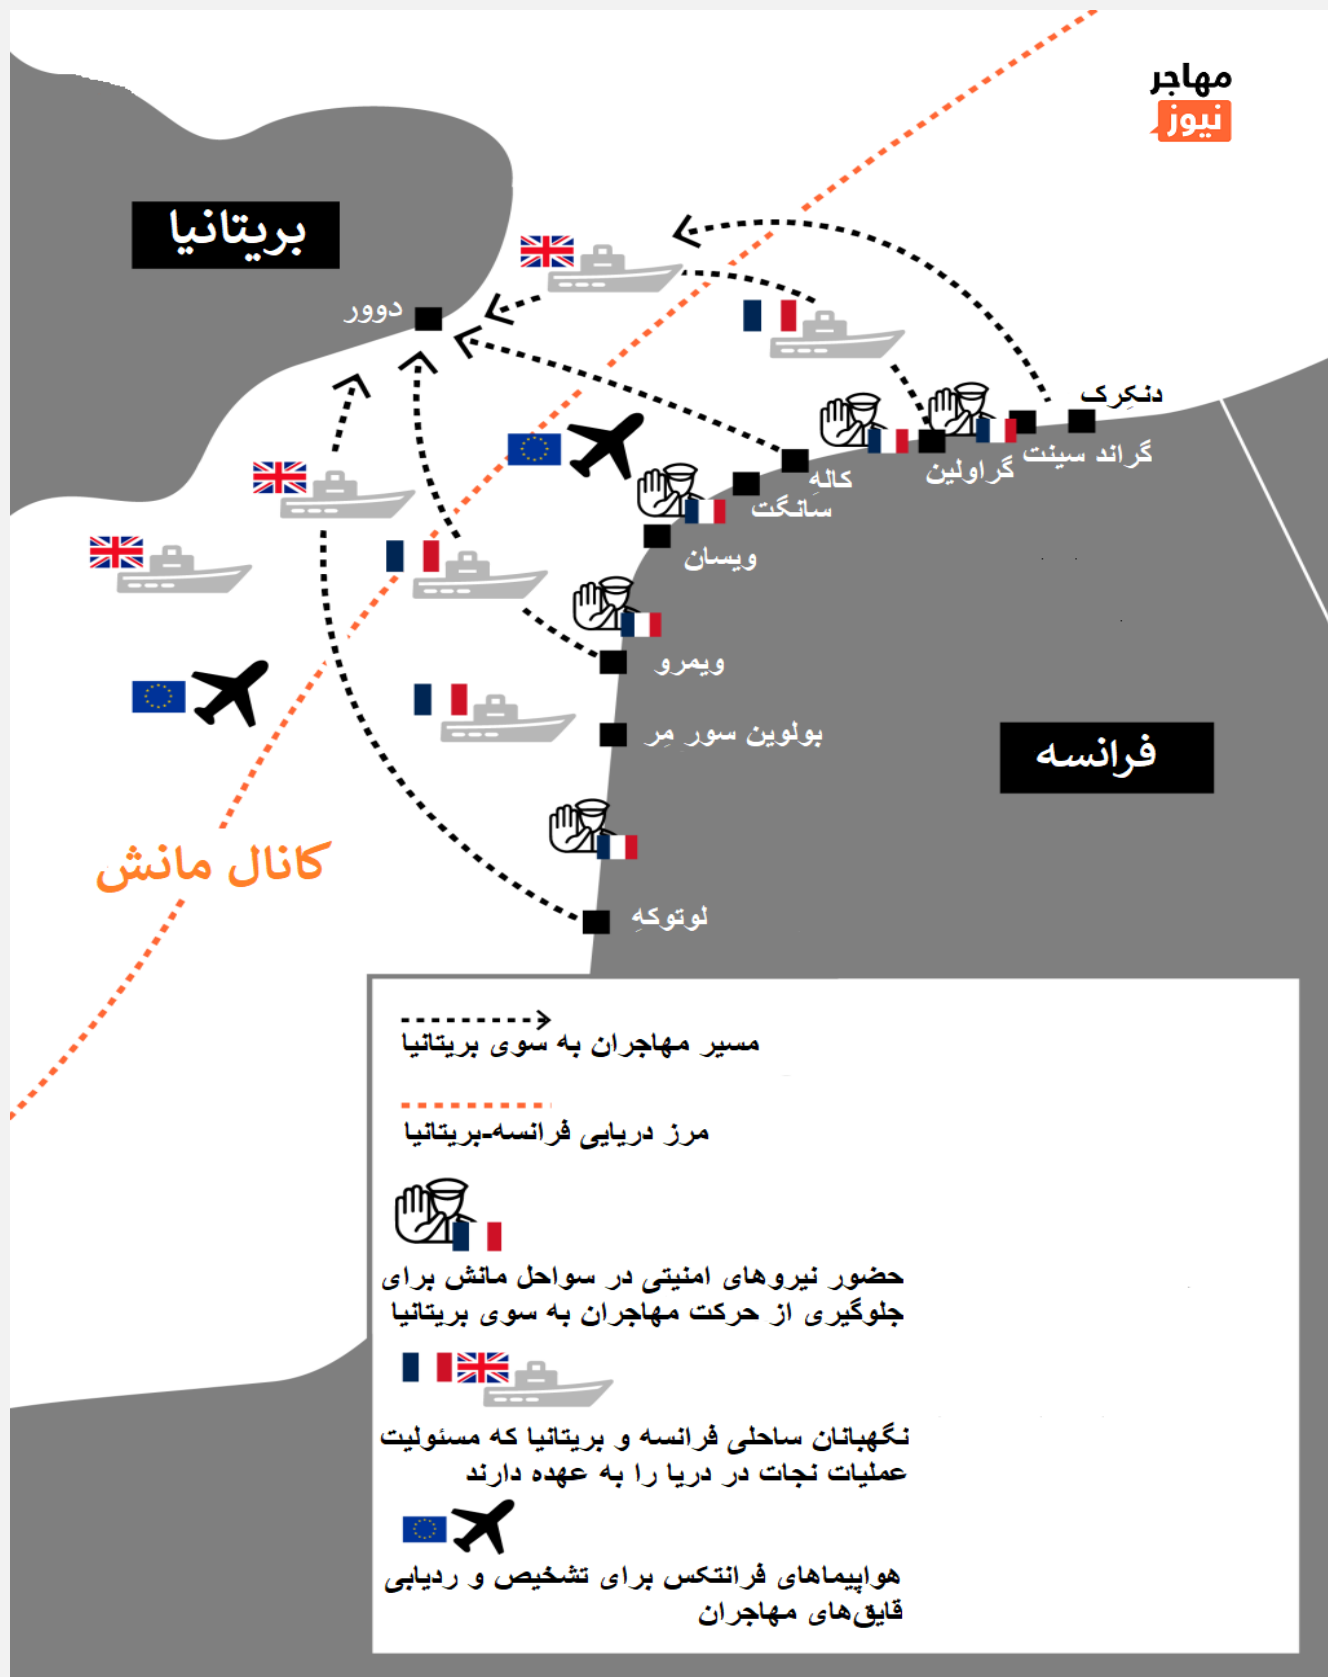 مهاجر
نیوز
بریتانیا
دوور
دنکِرک
گراند سینت
گراولین
کالهِ
سانگت
ویسان
ویمرو
بولوین سور مِر
فرانسه
کانال مانش
لوتوکهِ
مسیر مهاجران به سوی بریتانیا
مرز دریایی فرانسه-بریتانیا
حضور نیروهای امنیتی در سواحل مانش برای
جلوگیری از حرکت مهاجران به سوی بریتانیا
نگهبانان ساحلی فرانسه و بریتانیا که مسئولیت
عملیات نجات در دریا را به عهده دارند
هواپیماهای فرانتکس برای تشخیص و ردیابی
قایق‌های مهاجران